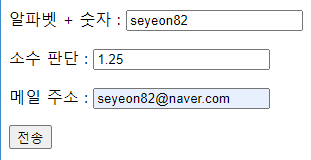 알파벳 + 숫자 : seyeon82
소수 판단 : 1.25
메일 주소 : seyeon82@naver.com
전송